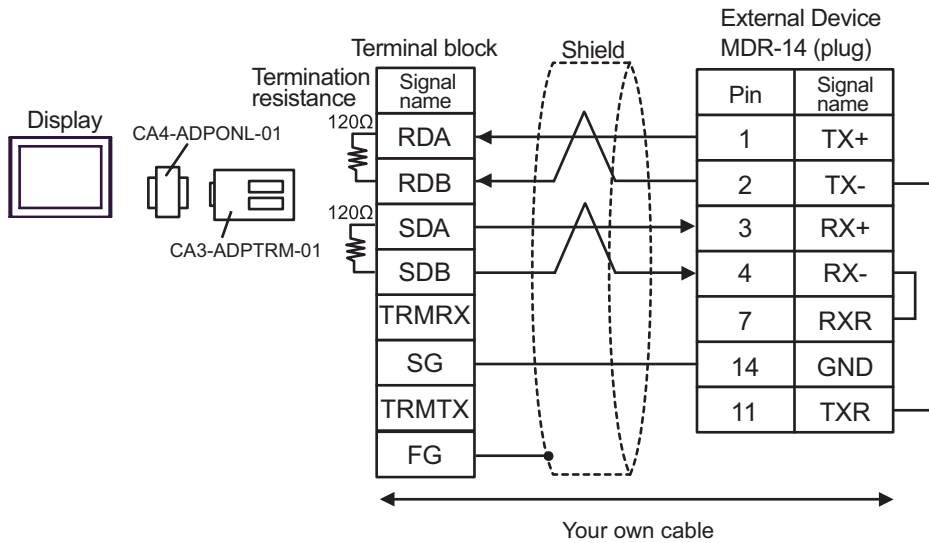 External Device
MDR-14 (plug)
Terminal block
Shield
Termination
resistance
Signal
name
Pin
Signal
name
Display
CA4-ADPONL-01
120Ω
RDA
1
TX+
RDB
2
TX-
120Ω
SDA
3
RX+
CA3-ADPTRM-01
SDB
4
RX-
TRMRX
7
RXR
SG
14
GND
TRMTX
11
TXR
FG
Your own cable